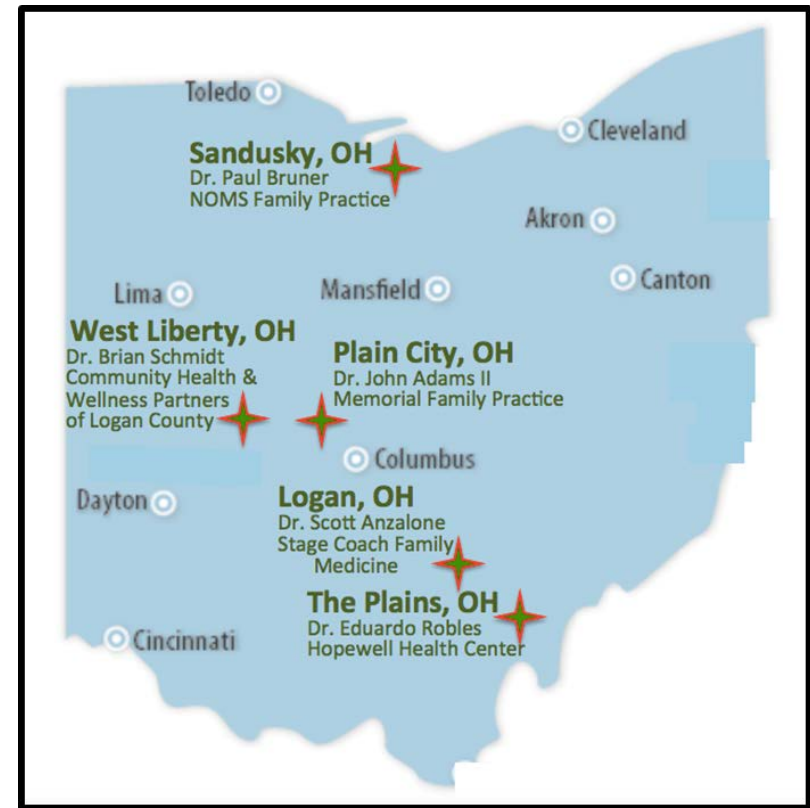 Toledo
Cleveland
Sandusky, OH
Dr. Paul Bruner
NOMS Family Practice
Akron
Canton
Lima
Mansfield
West Liberty, OH
Dr. Brian Schmidt
Community Health &
Wellness Partners
of Logan County
Plain City, OH
Dr. John Adams II
Memorial Family Practice
Columbus
Dayton
Logan, OH
Dr. Scott Anzalone
Stage Coach Family
Medicine
The Plains, OH
Dr. Eduardo Robles
Hopewell Health Center
Cincinnati